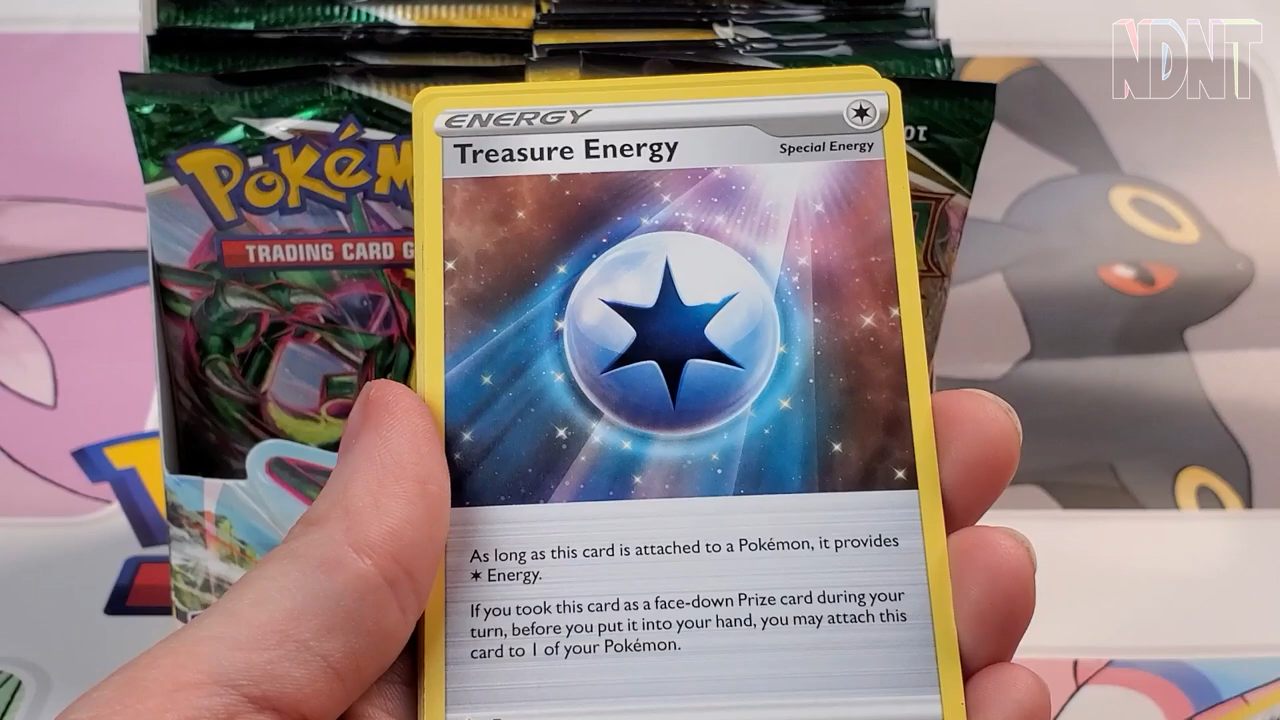 NDNT
POKÉM
TRADING CARD G
ENERGY
Treasure Energy
Special Energy
As long as this card is attached to a Pokémon, it provides
✶ Energy.
If you took this card as a face-down Prize card during your
turn, before you put it into your hand, you may attach this
card to 1 of your Pokémon.